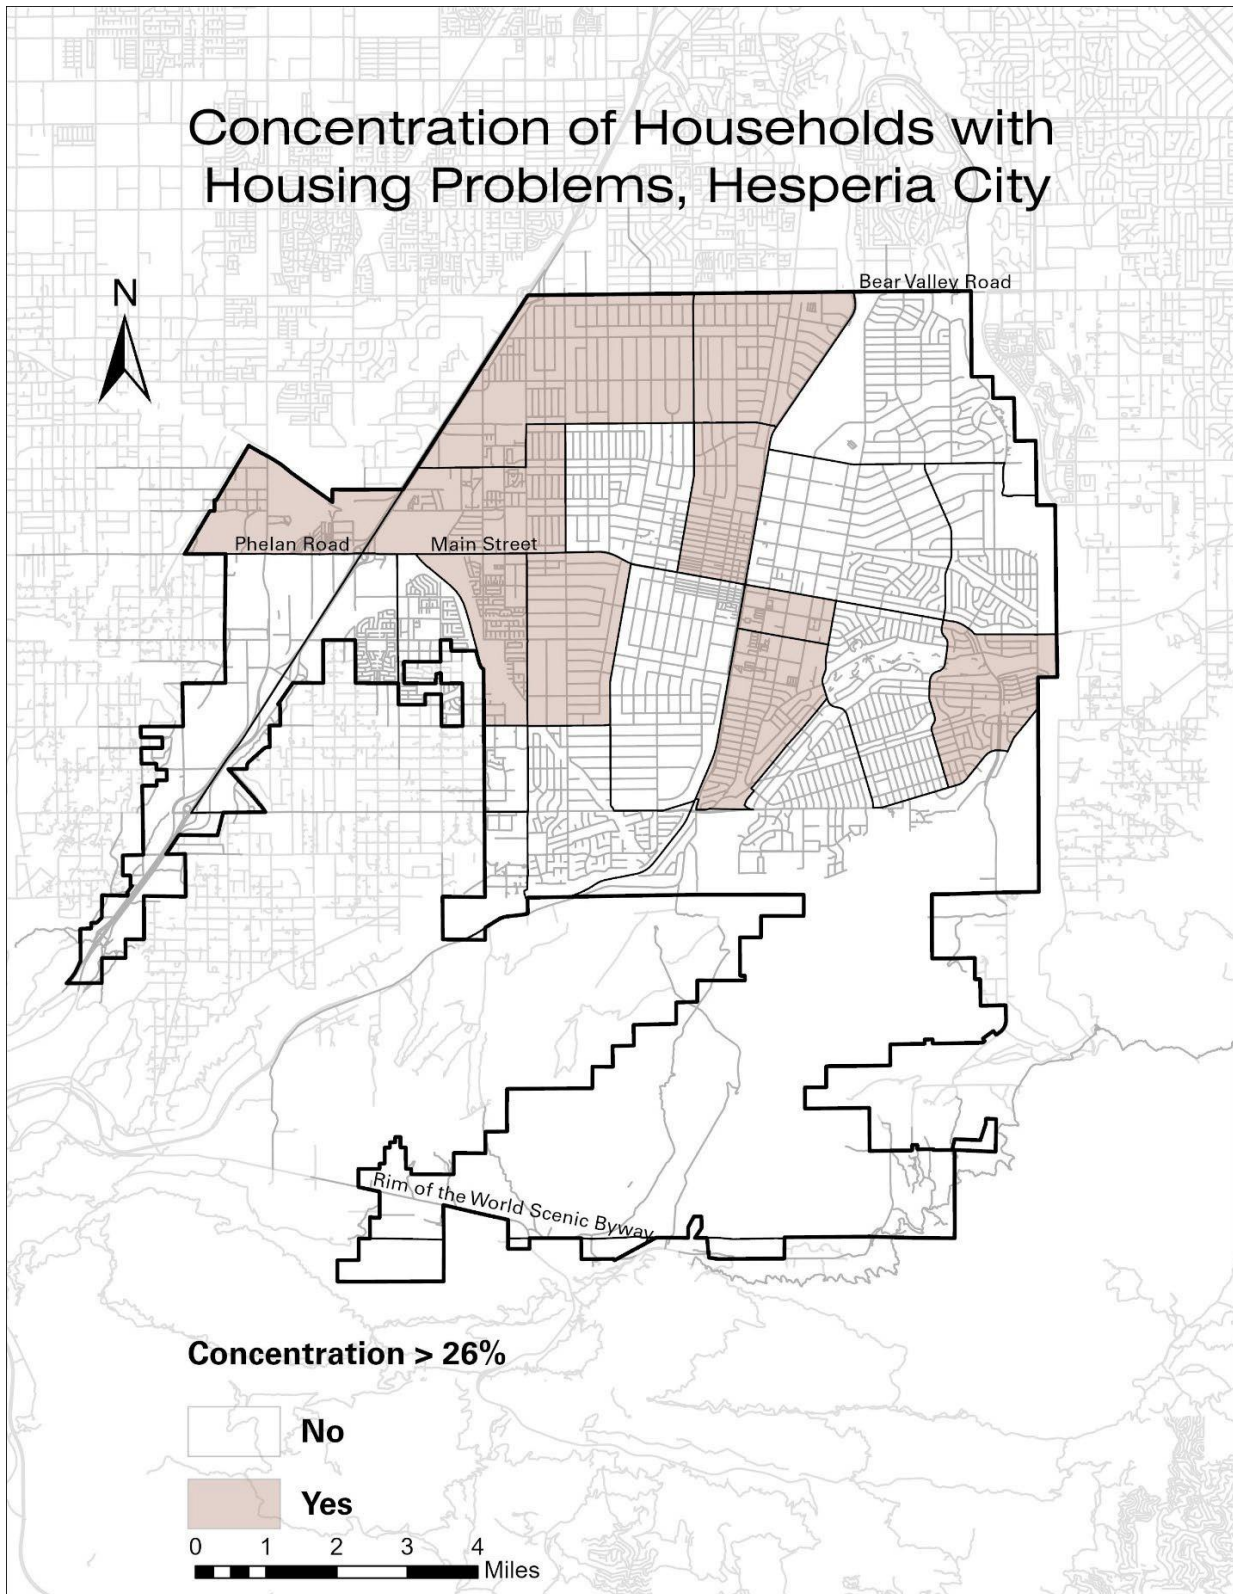 Concentration of Households with
Housing Problems, Hesperia City
Bear Valley Road
N
Phelan Road
Main Street
Rim of the World Scenic Byway
Concentration > 26%
No
Yes
0 1 2 3 4
Miles